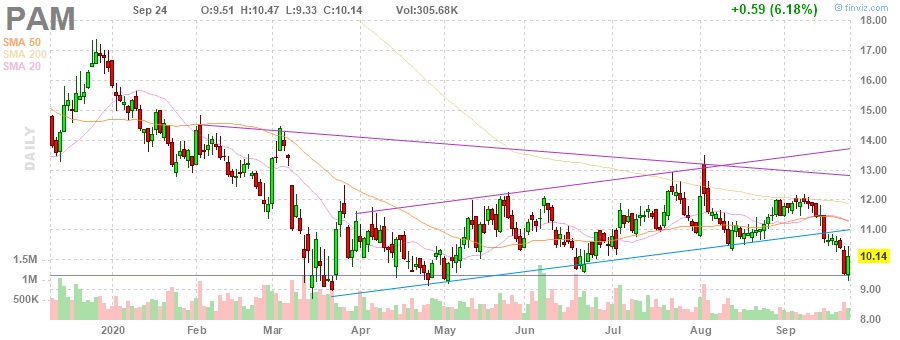 PAM Sep 24 O:9.51 H:10.47 L:9.33 C:10.14 Vol:305.68K +0.59 (6.18%) © finviz.com
SMA 50
SMA 200
SMA 20
DAILY
18.00
17.00
16.00
15.00
14.00
13.00
12.00
11.00
10.14
9.00
8.00
1.5M
1M
500K
2020 Feb Mar Apr May Jun Jul Aug Sep